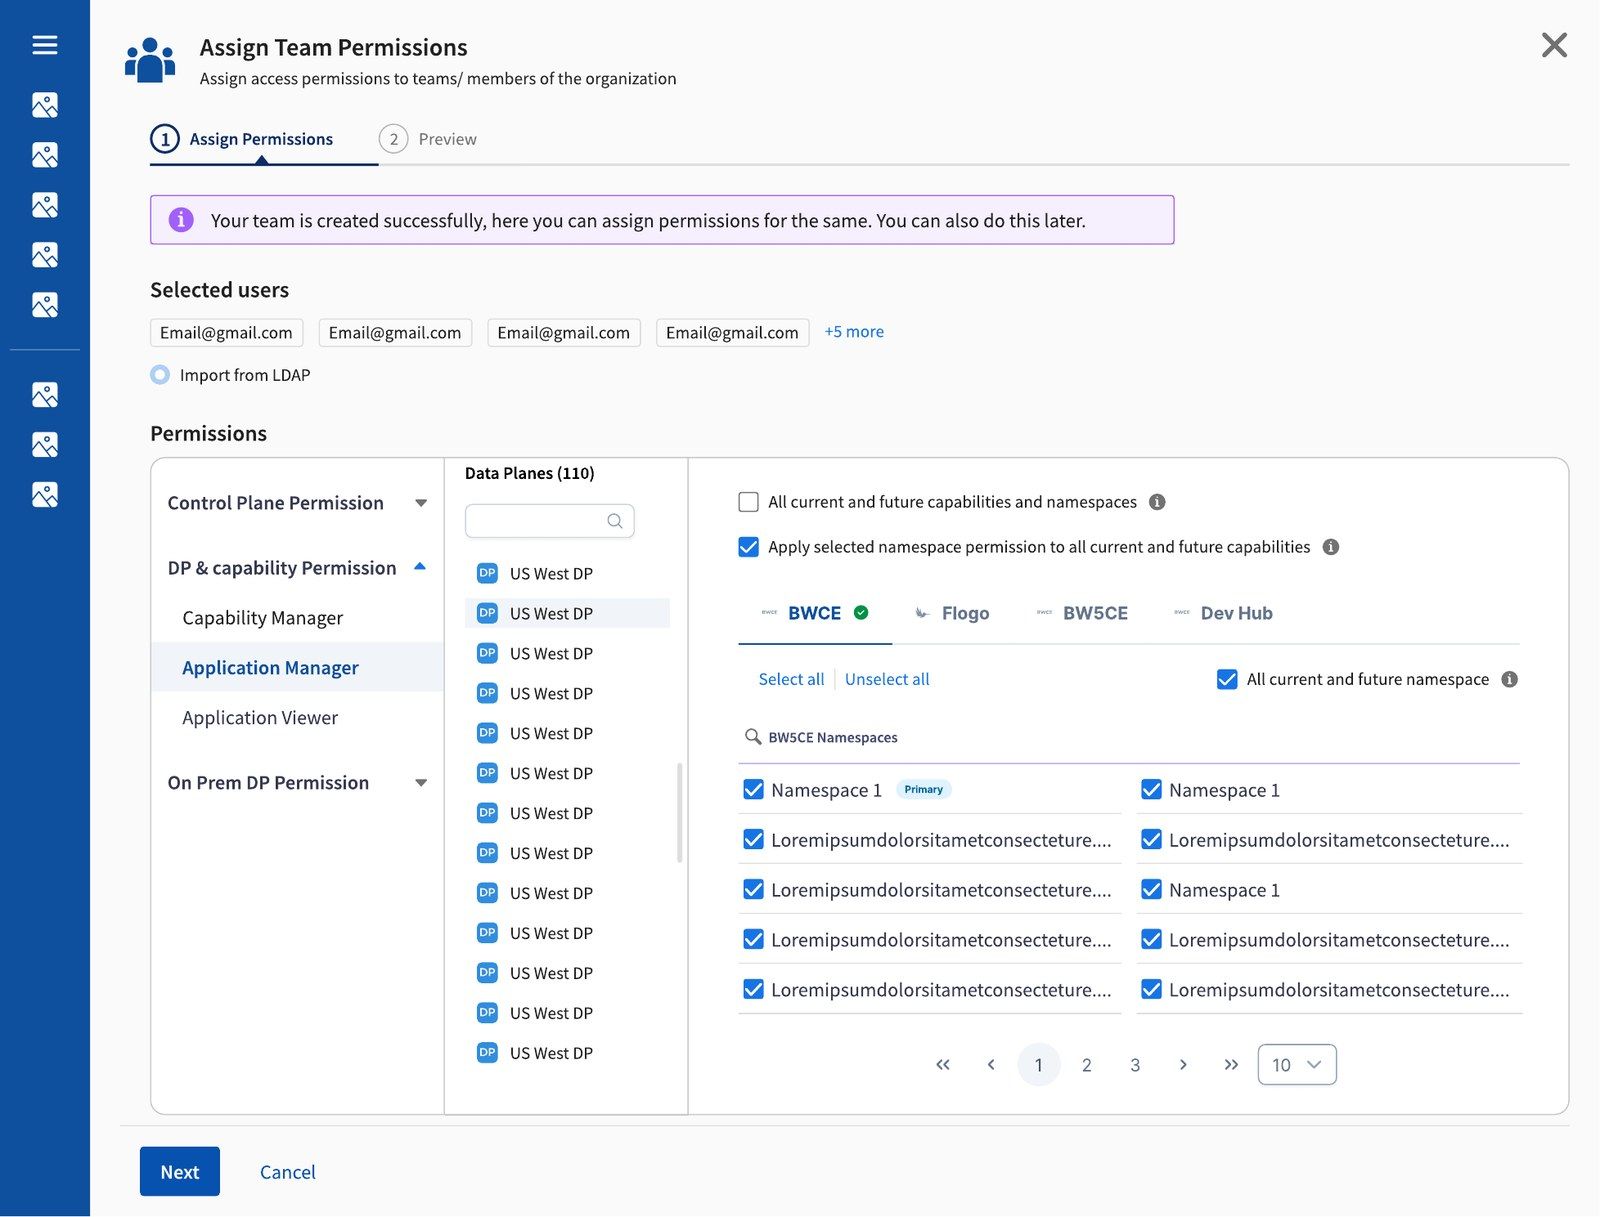 Assign Team Permissions
Assign access permissions to teams/ members of the organization
1 Assign Permissions 2 Preview
Your team is created successfully, here you can assign permissions for the same. You can also do this later.
Selected users
Email@gmail.com Email@gmail.com Email@gmail.com Email@gmail.com +5 more
Import from LDAP
Permissions
Control Plane Permission
DP & capability Permission
Capability Manager
Application Manager
Application Viewer
On Prem DP Permission
Data Planes (110)
DP US West DP
DP US West DP
DP US West DP
DP US West DP
DP US West DP
DP US West DP
DP US West DP
DP US West DP
DP US West DP
DP US West DP
DP US West DP
DP US West DP
DP US West DP
All current and future capabilities and namespaces
Apply selected namespace permission to all current and future capabilities
BWCE BWCE Flogo BWCE BW5CE BWCE Dev Hub
Select all Unselect all All current and future namespace
BW5CE Namespaces
Namespace 1 Primary Namespace 1
Loremipsumdolorsitametconsecteture.... Loremipsumdolorsitametconsecteture....
Loremipsumdolorsitametconsecteture.... Namespace 1
Loremipsumdolorsitametconsecteture.... Loremipsumdolorsitametconsecteture....
Loremipsumdolorsitametconsecteture.... Loremipsumdolorsitametconsecteture....
« ‹ 1 2 3 › » 10
Next Cancel